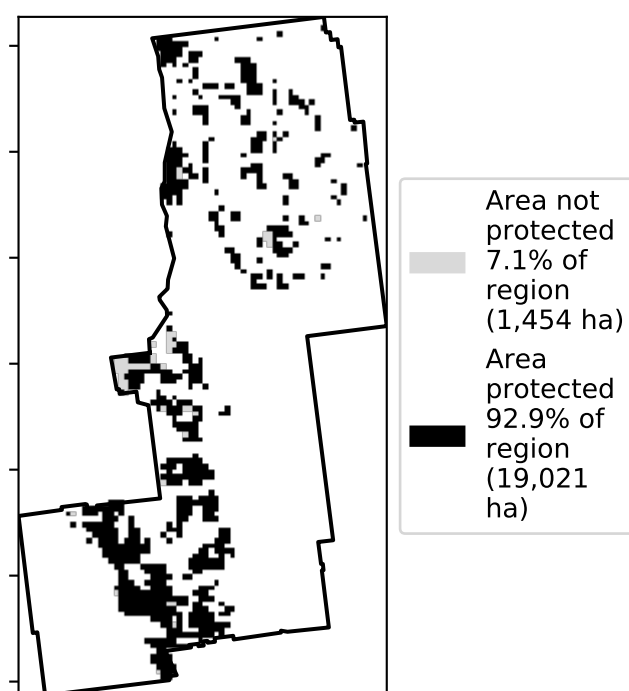 Area not
protected
7.1% of
region
(1,454 ha)
Area
protected
92.9% of
region
(19,021
ha)